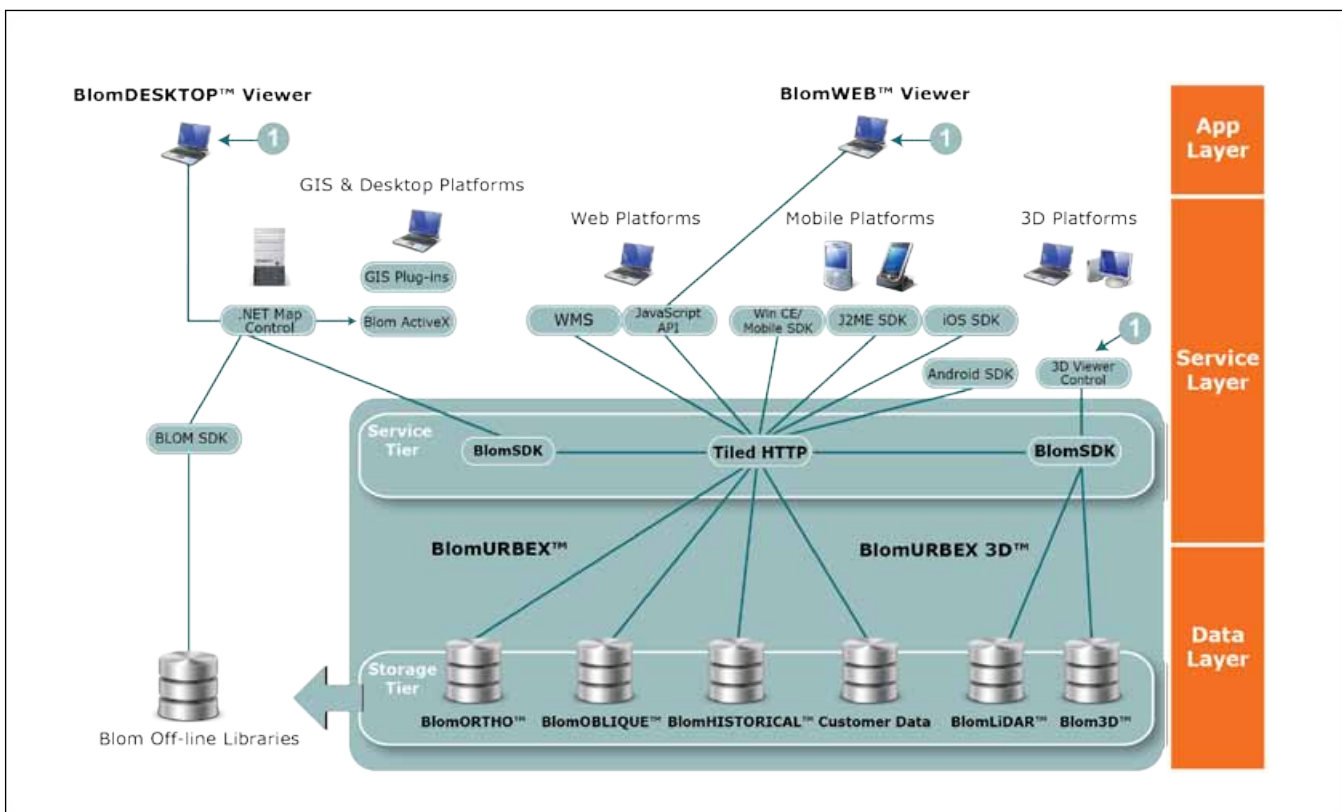 BlomDESKTOP™ Viewer
BlomWEB™ Viewer
1
1
App
Layer
GIS & Desktop Platforms
Web Platforms
Mobile Platforms
3D Platforms
GIS Plug-ins
.NET Map
Control
Blom ActiveX
WMS
JavaScript
API
Win CE/
Mobile SDK
J2ME SDK
iOS SDK
1
Android SDK
3D Viewer
Control
Service
Layer
BLOM SDK
Service
Tier
BlomSDK
Tiled HTTP
BlomSDK
BlomURBEX™
BlomURBEX 3D™
Data
Layer
Storage
Tier
BlomORTHO™
BlomOBLIQUE™
BlomHISTORICAL™
Customer Data
BlomLiDAR™
Blom3D™
Blom Off-line Libraries